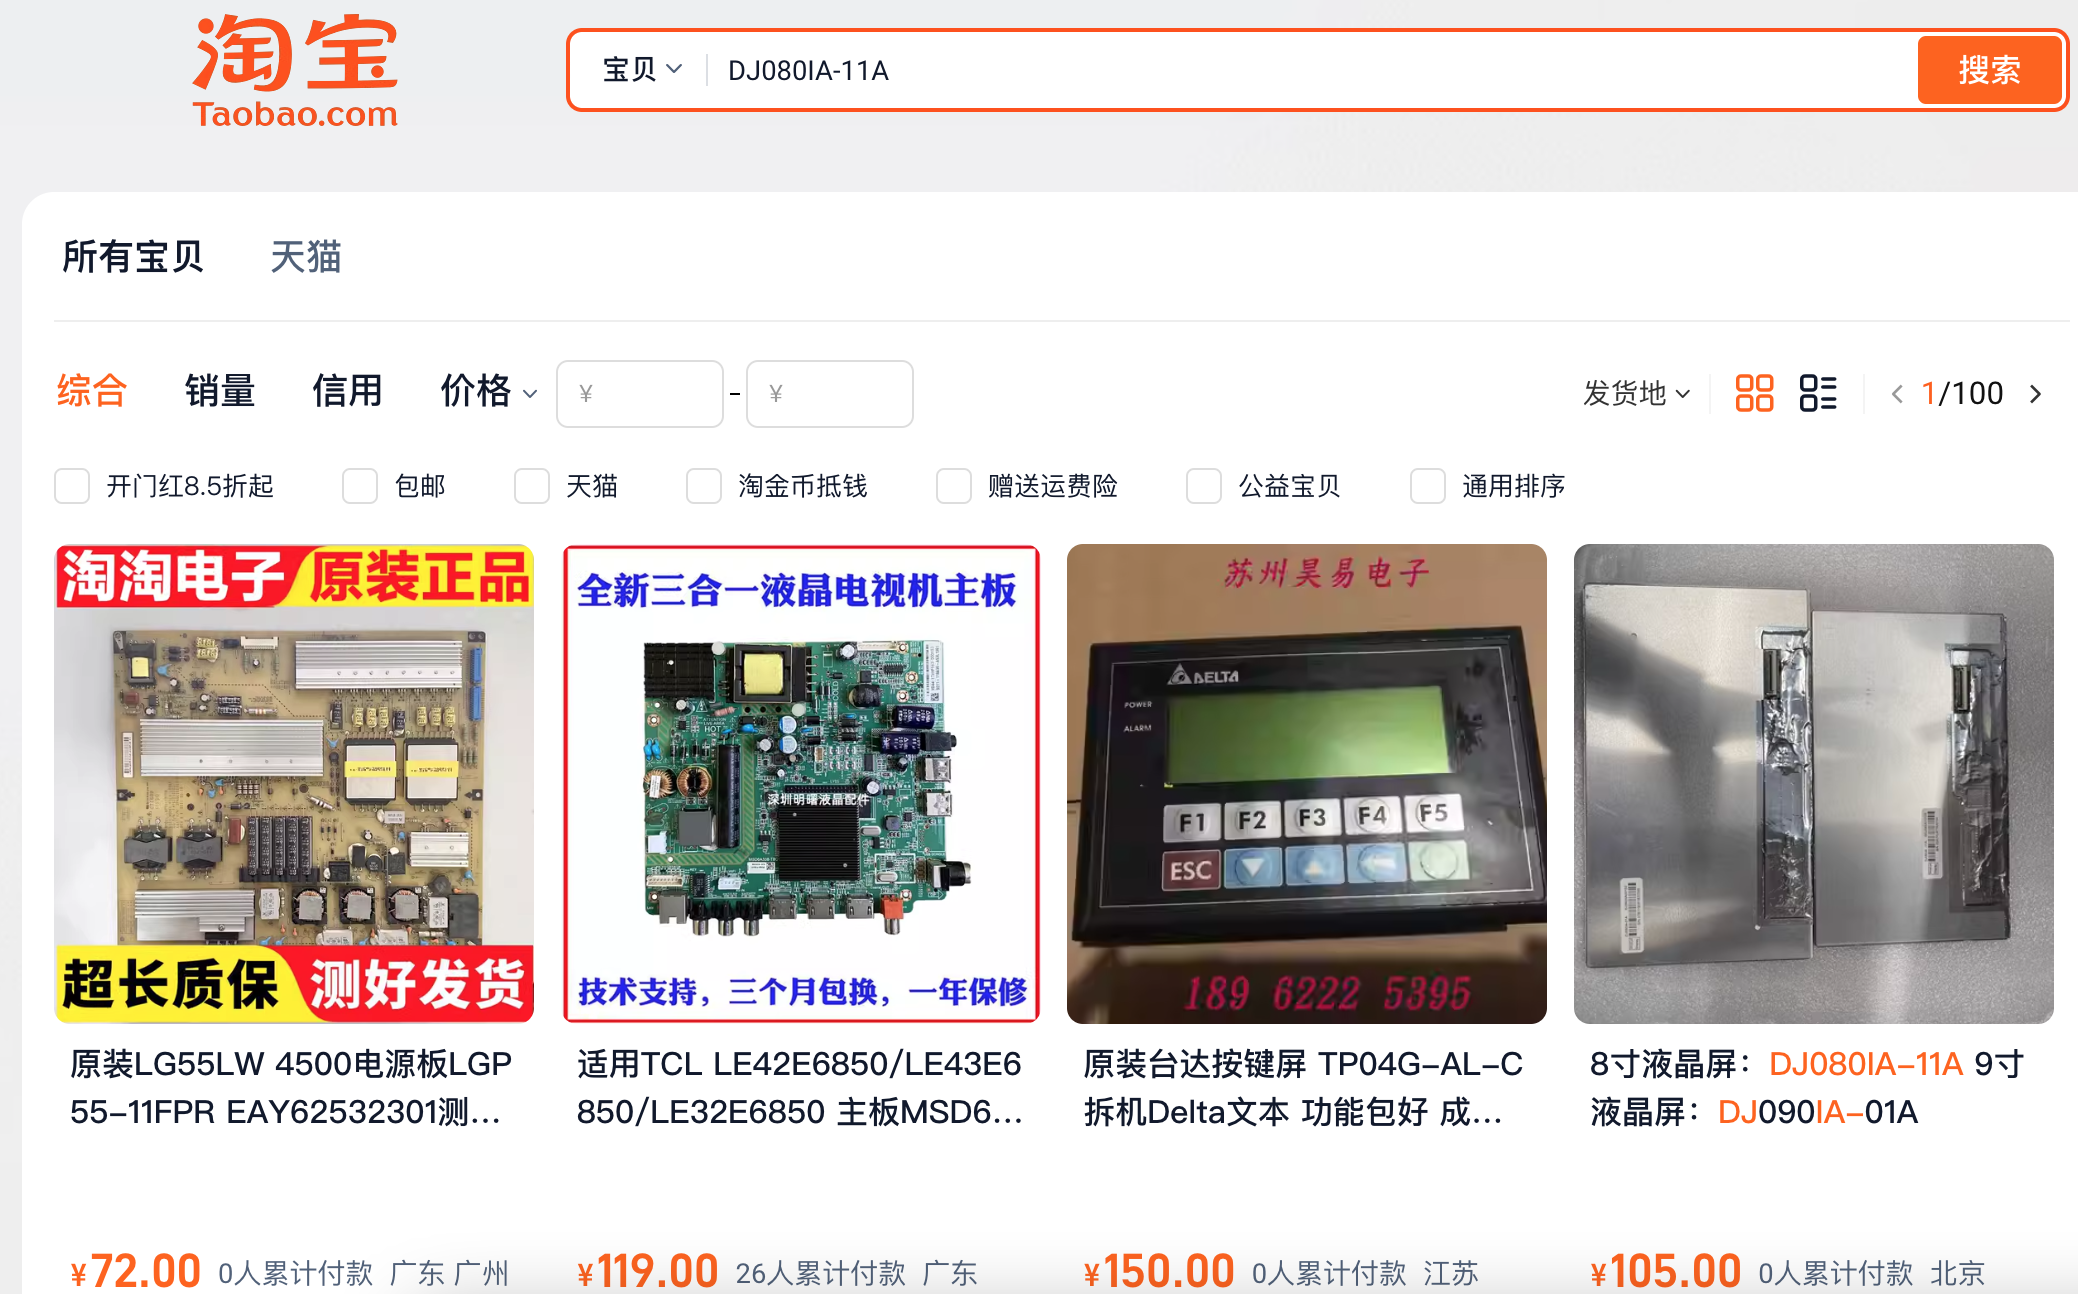 淘宝
Taobao.com
宝贝
DJ080IA-11A
搜索
所有宝贝
天猫
综合
销量
信用
价格
¥
-
¥
发货地
1/100
开门红8.5折起
包邮
天猫
淘金币抵钱
赠送运费险
公益宝贝
通用排序
淘淘电子
原装正品
超长质保
测好发货
全新三合一液晶电视机主板
HOT
COLD
深圳明曙液晶配件
技术支持，三个月包换，一年保修
苏州昊易电子
DELTA
POWER
ALARM
F1 F2 F3 F4 F5
ESC
189 6222 5395
原装LG55LW 4500电源板LGP
55-11FPR EAY62532301测...
适用TCL LE42E6850/LE43E6
850/LE32E6850 主板MSD6...
原装台达按键屏 TP04G-AL-C
拆机Delta文本 功能包好 成...
8寸液晶屏：DJ080IA-11A 9寸
液晶屏：DJ090IA-01A
¥72.00 0人累计付款 广东 广州
¥119.00 26人累计付款 广东
¥150.00 0人累计付款 江苏
¥105.00 0人累计付款 北京